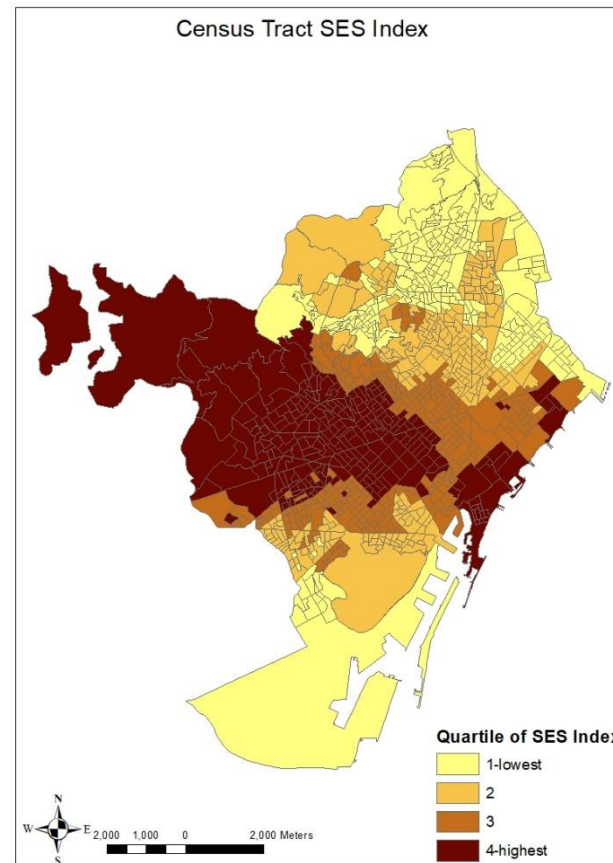 Census Tract SES Index
Quartile of SES Index
1-lowest
2
3
4-highest
N
W E
S
2,000 1,000 0 2,000 Meters